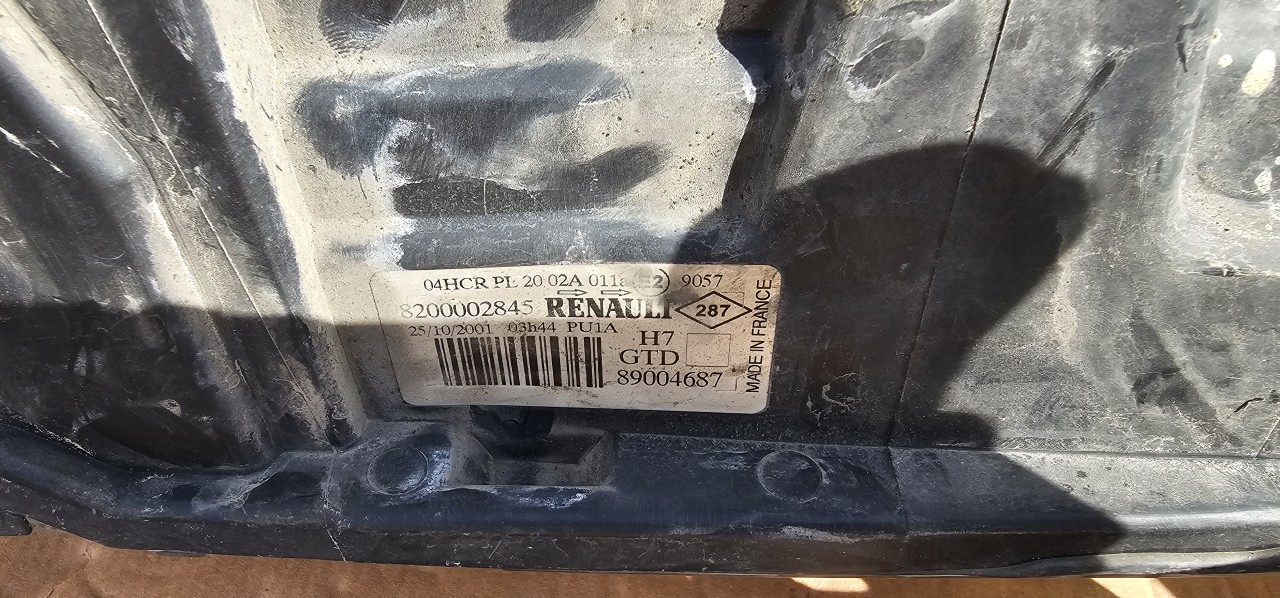 04HCR PL 20 02A 011a E2 9057
8200002845 RENAULT 287
25/10/2001 03h44 PU1A
H7
GTD
89004687
MADE IN FRANCE